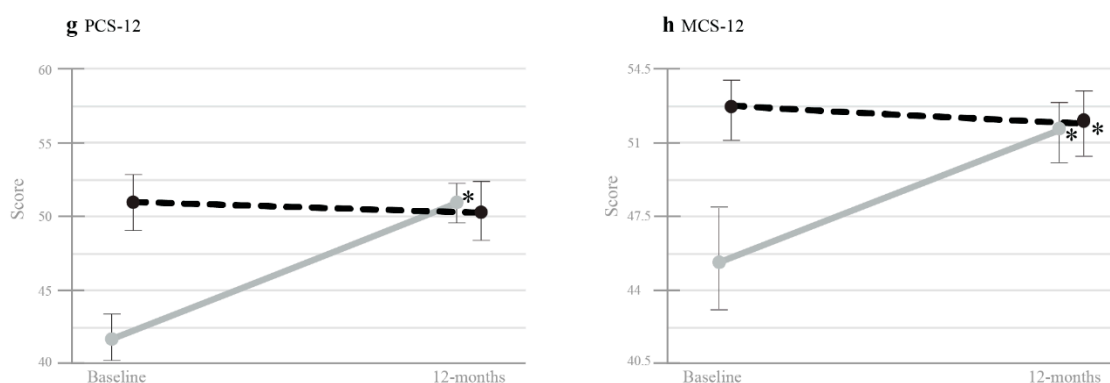 g PCS-12
60
55
50
45
40
Score
*
Baseline
12-months
h MCS-12
54.5
51
47.5
44
40.5
Score
*
*
Baseline
12-months